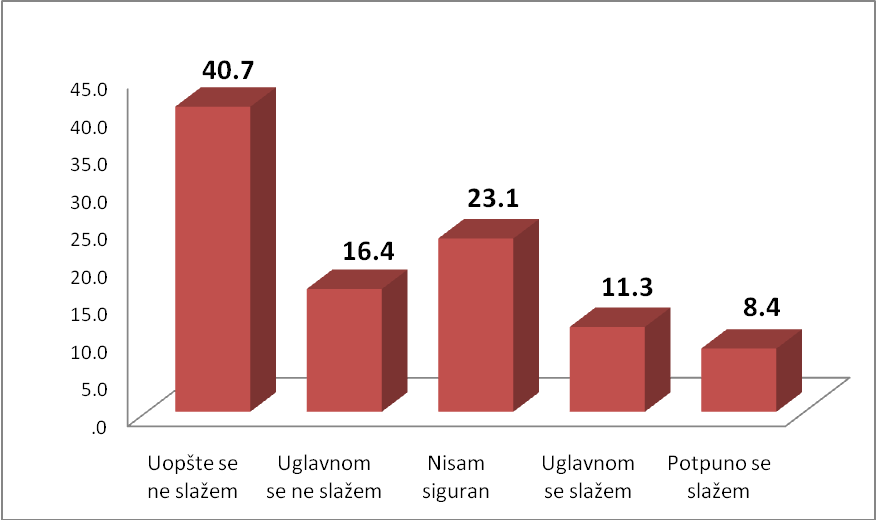 40.7
16.4
23.1
11.3
8.4
45.0
40.0
35.0
30.0
25.0
20.0
15.0
10.0
5.0
.0
Uopšte se
ne slažem
Uglavnom
se ne slažem
Nisam
siguran
Uglavnom
se slažem
Potpuno se
slažem